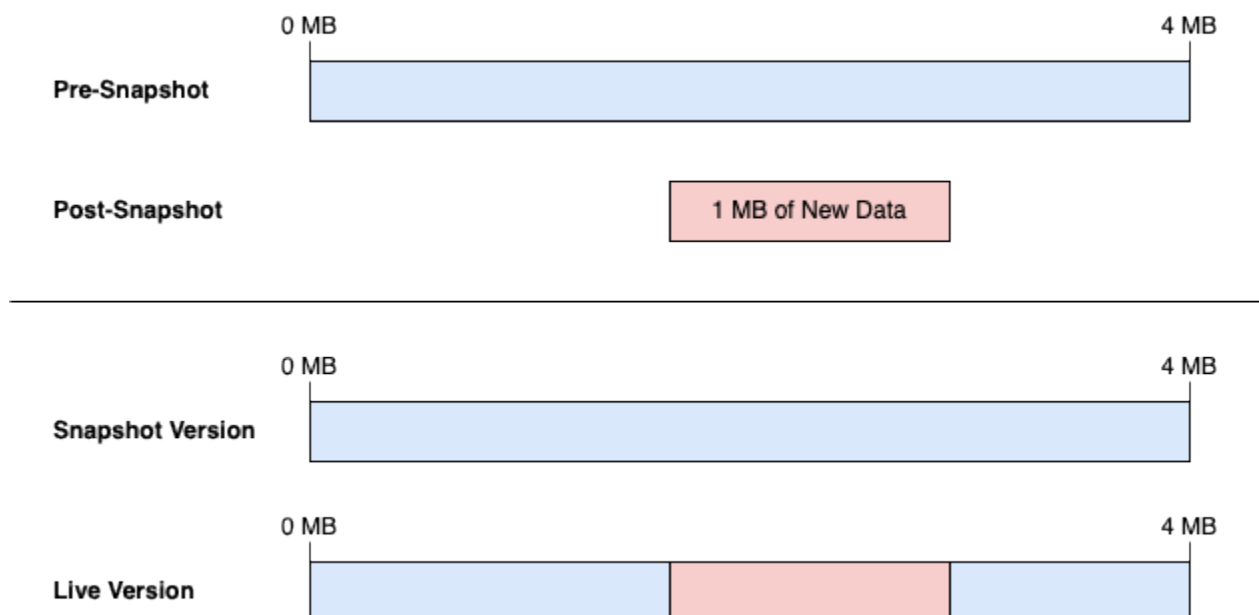 0 MB 4 MB
Pre-Snapshot
Post-Snapshot 1 MB of New Data
0 MB 4 MB
Snapshot Version
0 MB 4 MB
Live Version